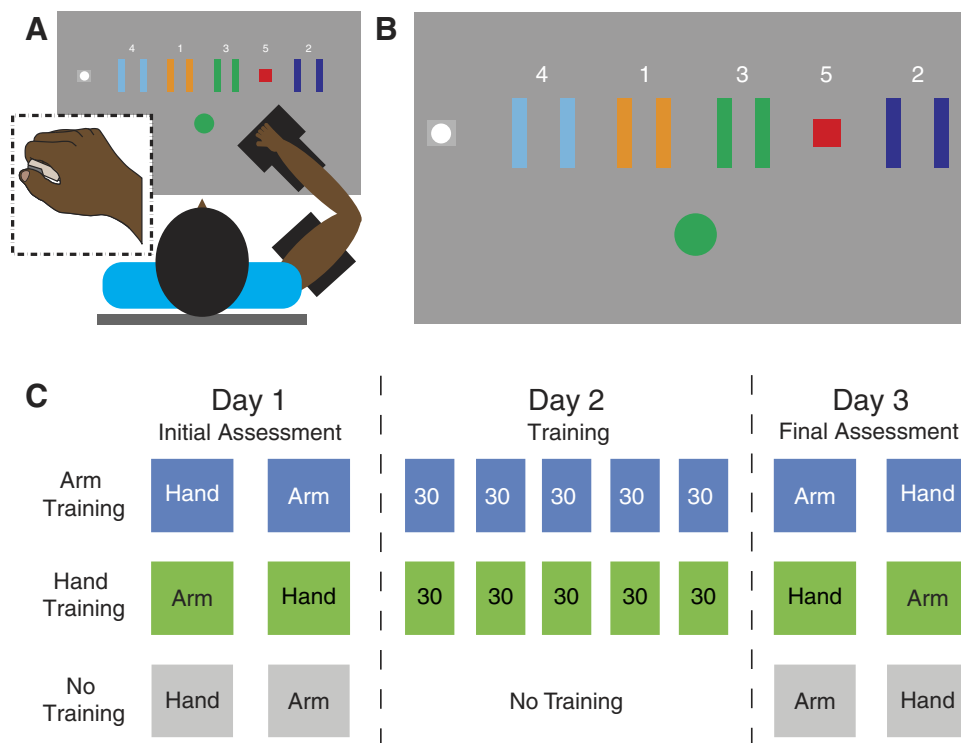 A
4 1 3 5 2
B
4 1 3 5 2
C
Day 1 Day 2 Day 3
Initial Assessment Training Final Assessment
Arm
Training
Hand Arm 30 30 30 30 30 Arm Hand
Hand
Training
Arm Hand 30 30 30 30 30 Hand Arm
No
Training
Hand Arm No Training Arm Hand